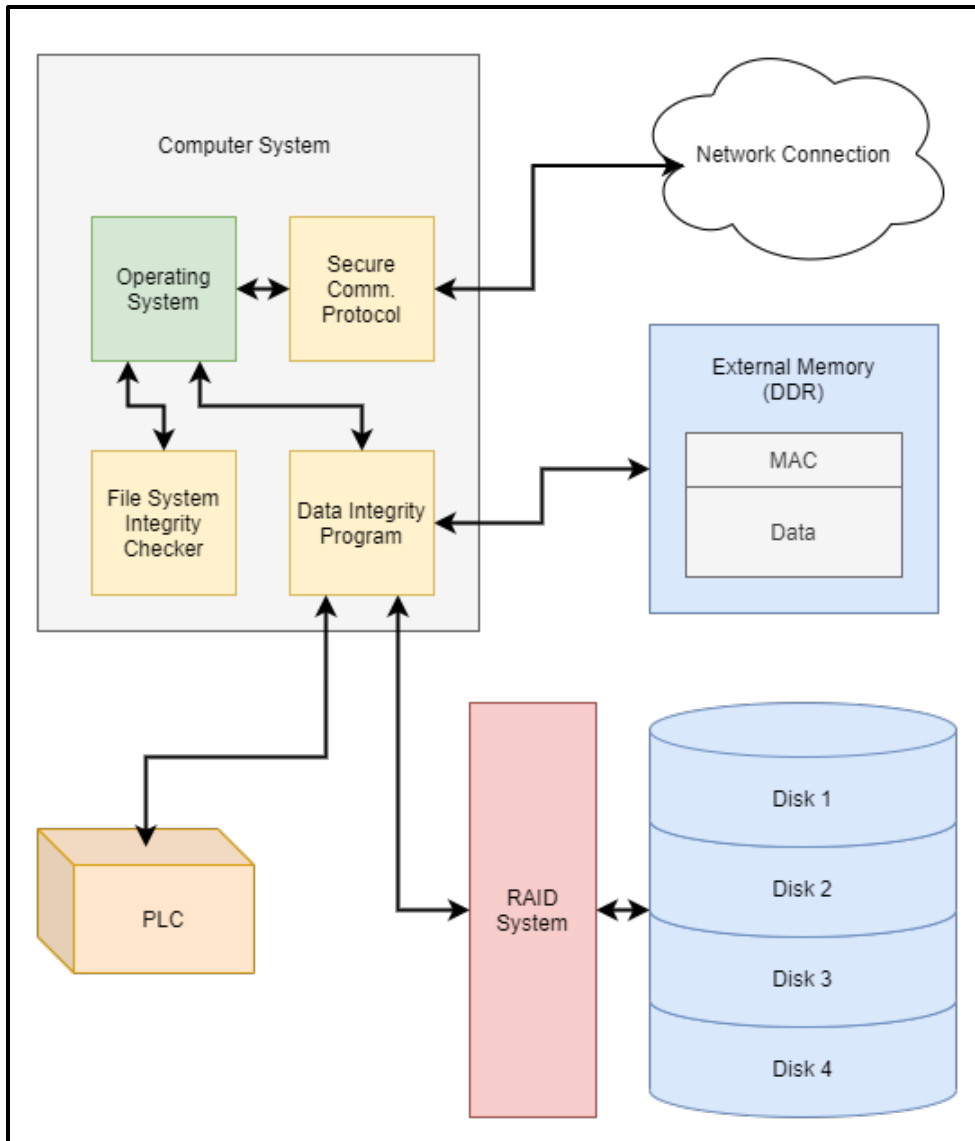 Computer System
Network Connection
Operating
System
Secure
Comm.
Protocol
External Memory
(DDR)
MAC
Data
File System
Integrity
Checker
Data Integrity
Program
PLC
RAID
System
Disk 1
Disk 2
Disk 3
Disk 4